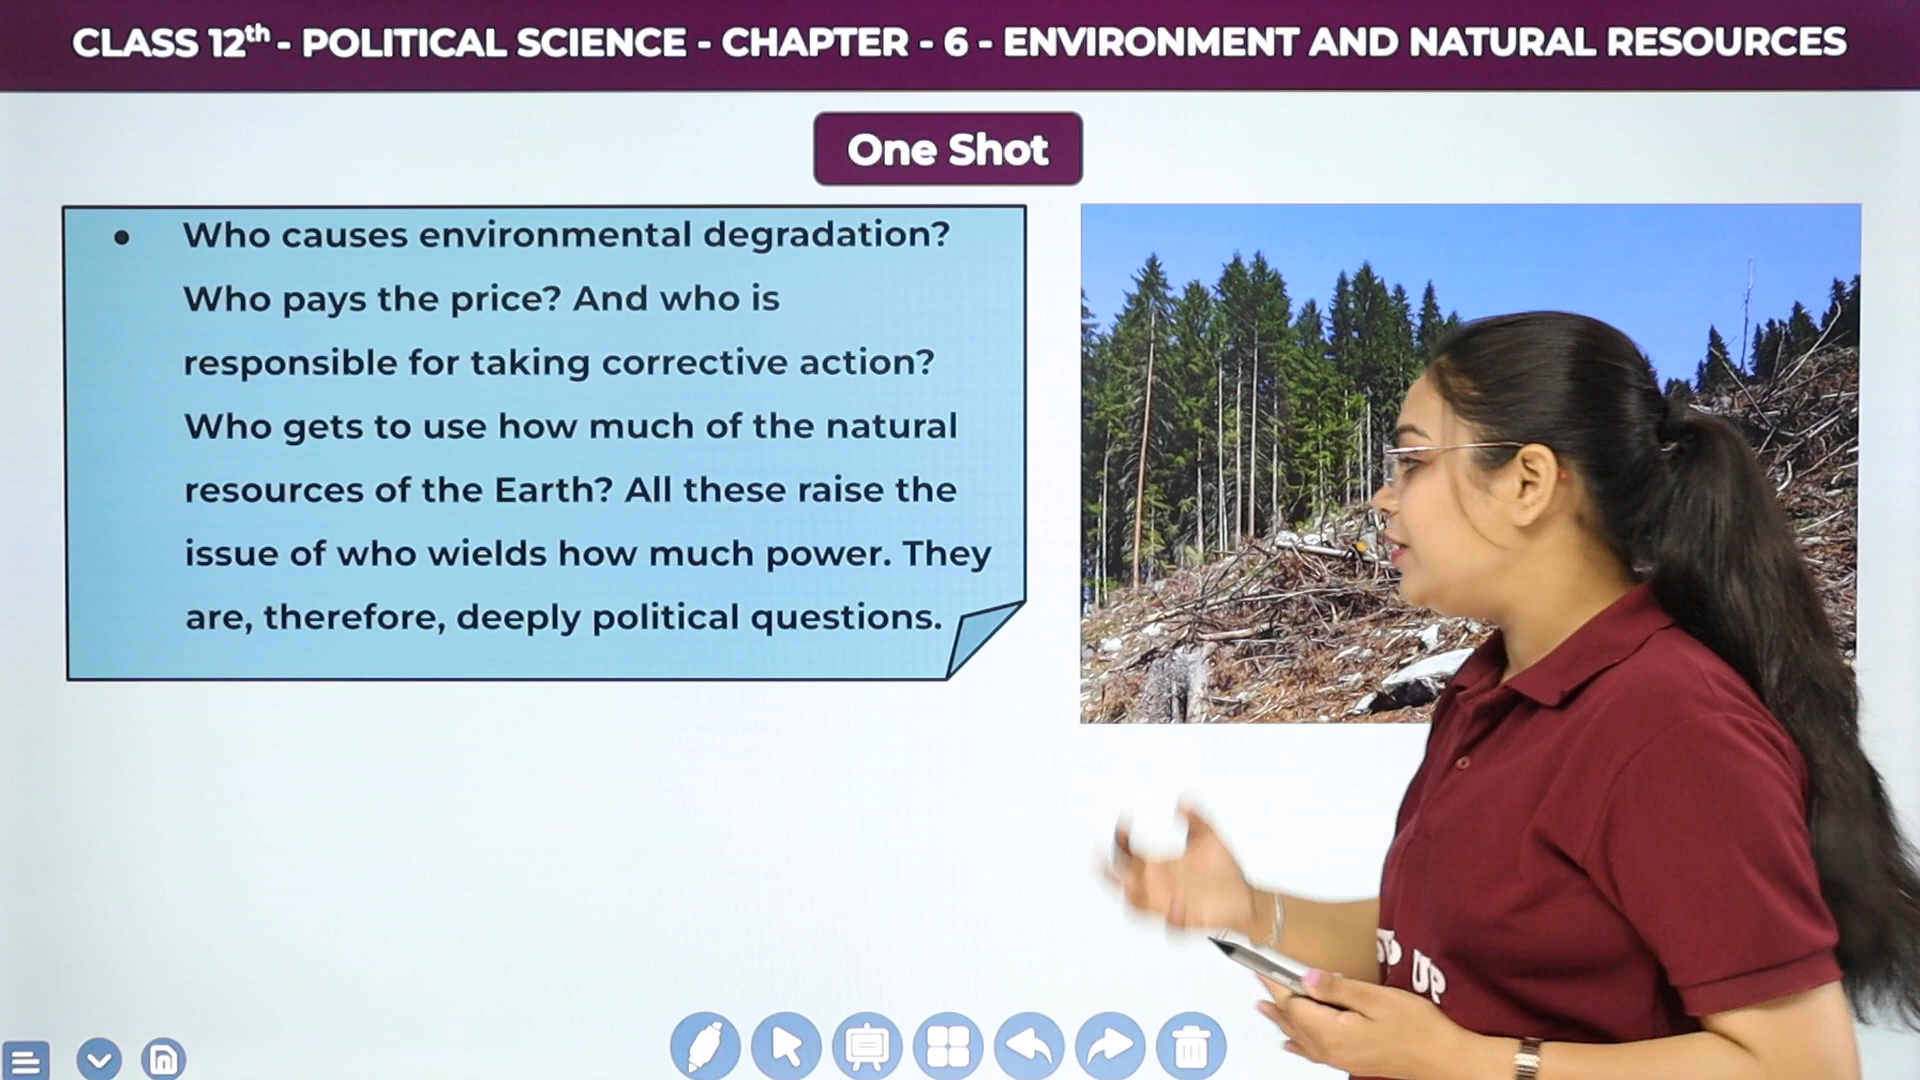 CLASS 12th - POLITICAL SCIENCE - CHAPTER - 6 - ENVIRONMENT AND NATURAL RESOURCES
One Shot
• Who causes environmental degradation?
Who pays the price? And who is
responsible for taking corrective action?
Who gets to use how much of the natural
resources of the Earth? All these raise the
issue of who wields how much power. They
are, therefore, deeply political questions.
UP